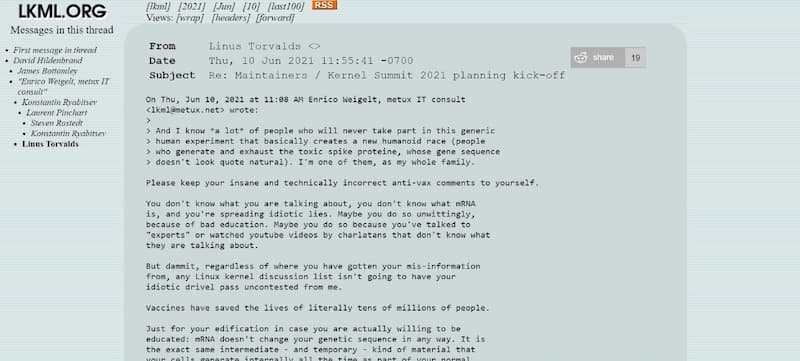 LKML.ORG
[lkml] [2021] [Jun] [10] [last100] RSS
Views: [wrap] [headers] [forward]
Messages in this thread
First message in thread
David Hildenbrand
James Bottomley
"Enrico Weigelt, metux IT
consult"
Konstantin Ryabitsev
Laurent Pinchart
Steven Rostedt
Konstantin Ryabitsev
Linus Torvalds
From Linus Torvalds <>
Date Thu, 10 Jun 2021 11:55:41 -0700
Subject Re: Maintainers / Kernel Summit 2021 planning kick-off
share 19
On Thu, Jun 10, 2021 at 11:08 AM Enrico Weigelt, metux IT consult
<lkml@metux.net> wrote:
>
> And I know *a lot* of people who will never take part in this generic
> human experiment that basically creates a new humanoid race (people
> who generate and exhaust the toxic spike proteine, whose gene sequence
> doesn't look quote natural). I'm one of them, as my whole family.
Please keep your insane and technically incorrect anti-vax comments to yourself.
You don't know what you are talking about, you don't know what mRNA
is, and you're spreading idiotic lies. Maybe you do so unwittingly,
because of bad education. Maybe you do so because you've talked to
"experts" or watched youtube videos by charlatans that don't know what
they are talking about.
But dammit, regardless of where you have gotten your mis-information
from, any Linux kernel discussion list isn't going to have your
idiotic drivel pass uncontested from me.
Vaccines have saved the lives of literally tens of millions of people.
Just for your edification in case you are actually willing to be
educated: mRNA doesn't change your genetic sequence in any way. It is
the exact same intermediate - and temporary - kind of material that
your cells generate internally all the time as part of your normal